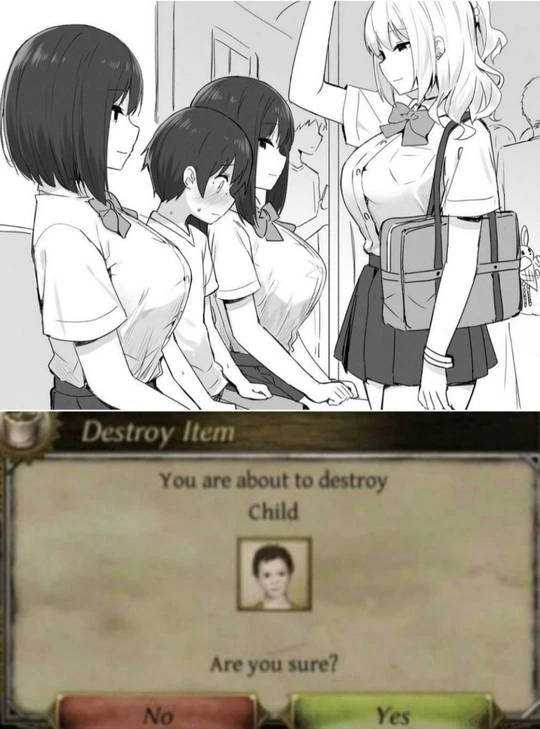 Destroy Item
You are about to destroy
Child
Are you sure?
No
Yes